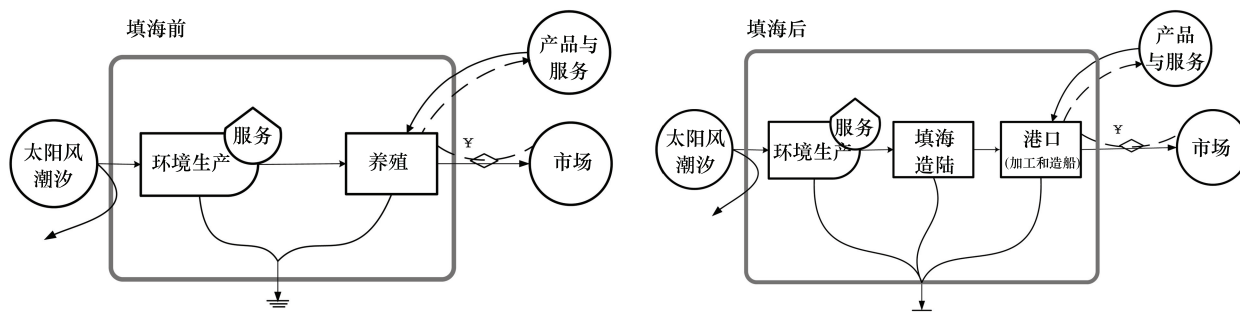 填海前
产品与
服务
太阳风
潮汐
服务
环境生产
养殖
¥
市场
填海后
产品
与服务
太阳风
潮汐
服务
环境生产
填海
造陆
港口
(加工和造船)
¥
市场